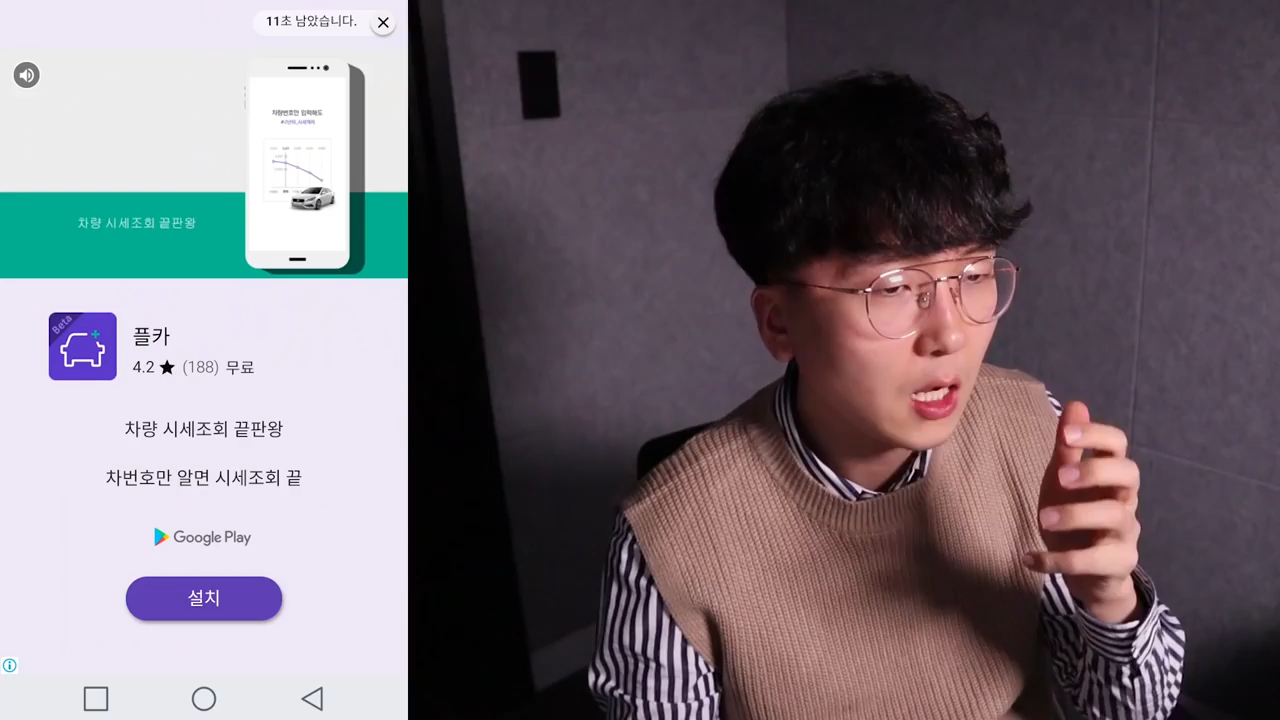 11초 남았습니다.
차량번호만 입력해도
차량 시세조회 끝판왕
Beta
플카
4.2 ★ (188) 무료
차량 시세조회 끝판왕
차번호만 알면 시세조회 끝
Google Play
설치